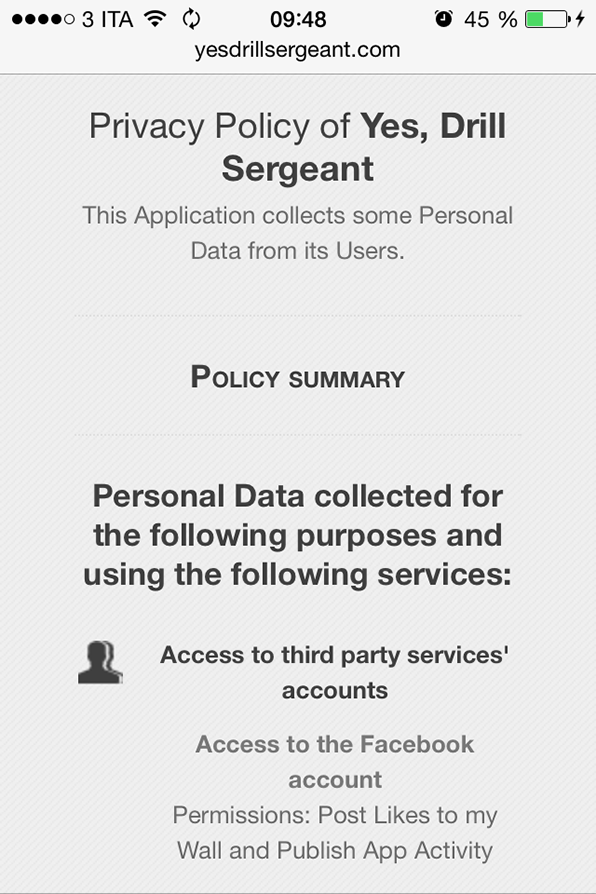 3 ITA 09:48 45 %
yesdrillsergeant.com
Privacy Policy of Yes, Drill
Sergeant
This Application collects some Personal
Data from its Users.
Policy summary
Personal Data collected for
the following purposes and
using the following services:
Access to third party services'
accounts
Access to the Facebook
account
Permissions: Post Likes to my
Wall and Publish App Activity